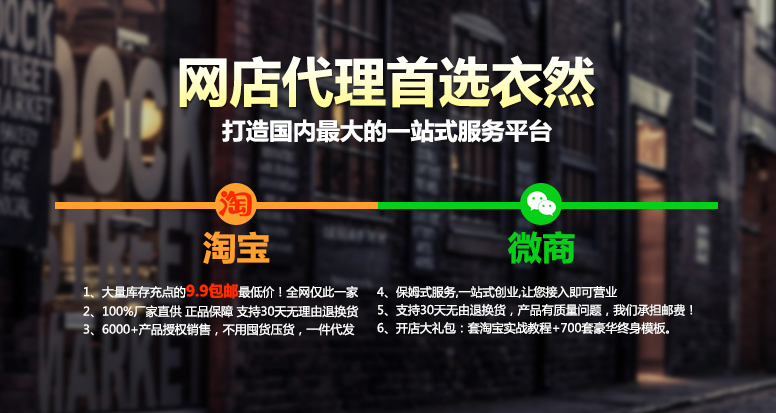 网店代理首选衣然
打造国内最大的一站式服务平台
淘
淘宝
微商
1、大量库存充点的9.9包邮最低价！全网仅此一家
2、100%厂家直供 正品保障 支持30天无理由退换货
3、6000+产品授权销售，不用囤货压货，一件代发
4、保姆式服务,一站式创业,让您接入即可营业
5、支持30天无由退换货，产品有质量问题，我们承担邮费！
6、开店大礼包：套淘宝实战教程+700套豪华终身模板。
DOCK
STREET
MARKET
DOCK
MARKET